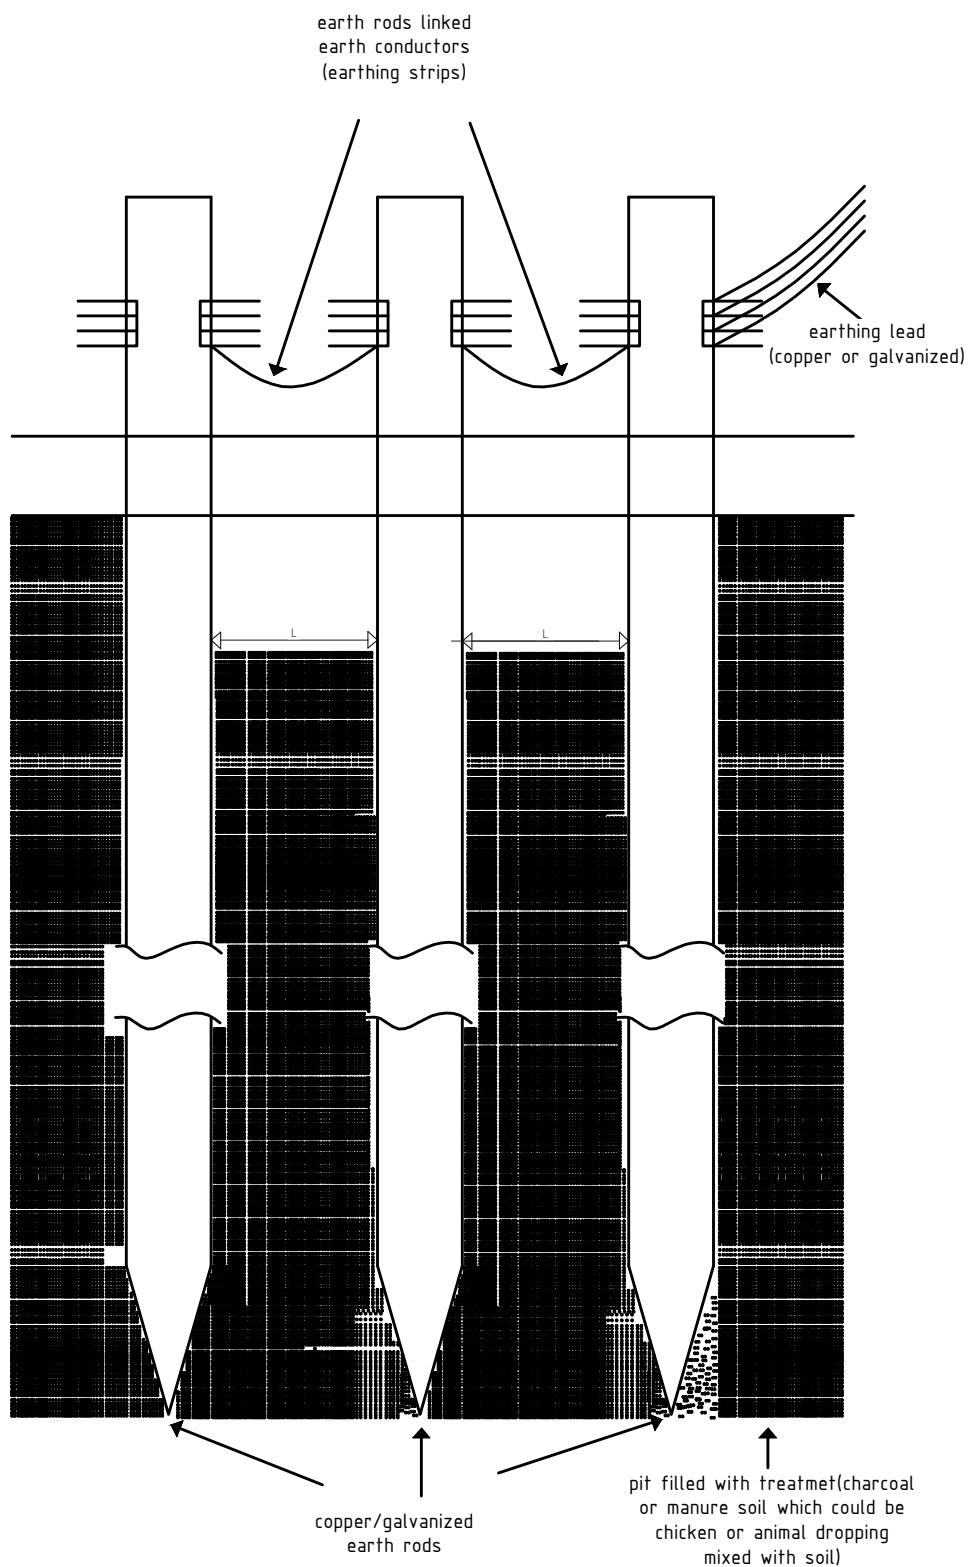 earth rods linked
earth conductors
(earthing strips)
earthing lead
(copper or galvanized)
L
L
copper/galvanized
earth rods
pit filled with treatmet(charcoal
or manure soil which could be
chicken or animal dropping
mixed with soil)